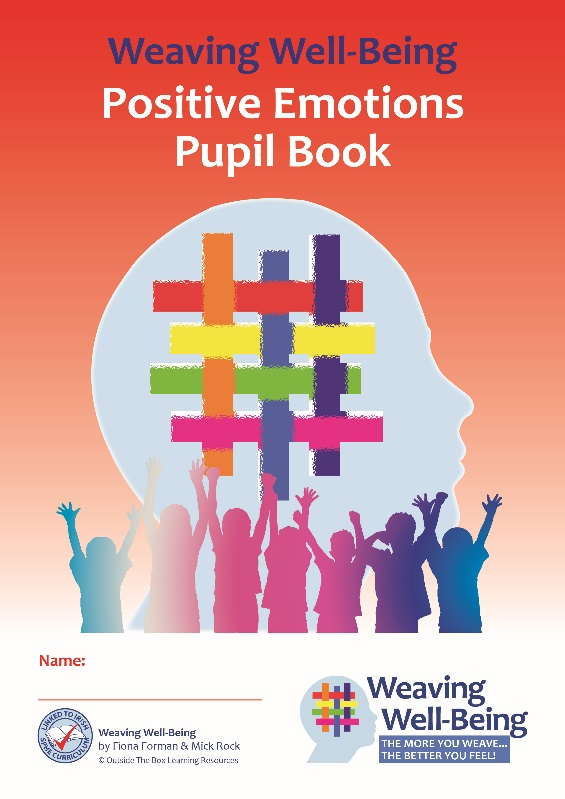 Weaving Well-Being
Positive Emotions
Pupil Book
Name:
LINKED TO IRISH
SPHE CURRICULUM
Weaving Well-Being
by Fiona Forman & Mick Rock
© Outside The Box Learning Resources
Weaving
Well-Being
THE MORE YOU WEAVE...
THE BETTER YOU FEEL!